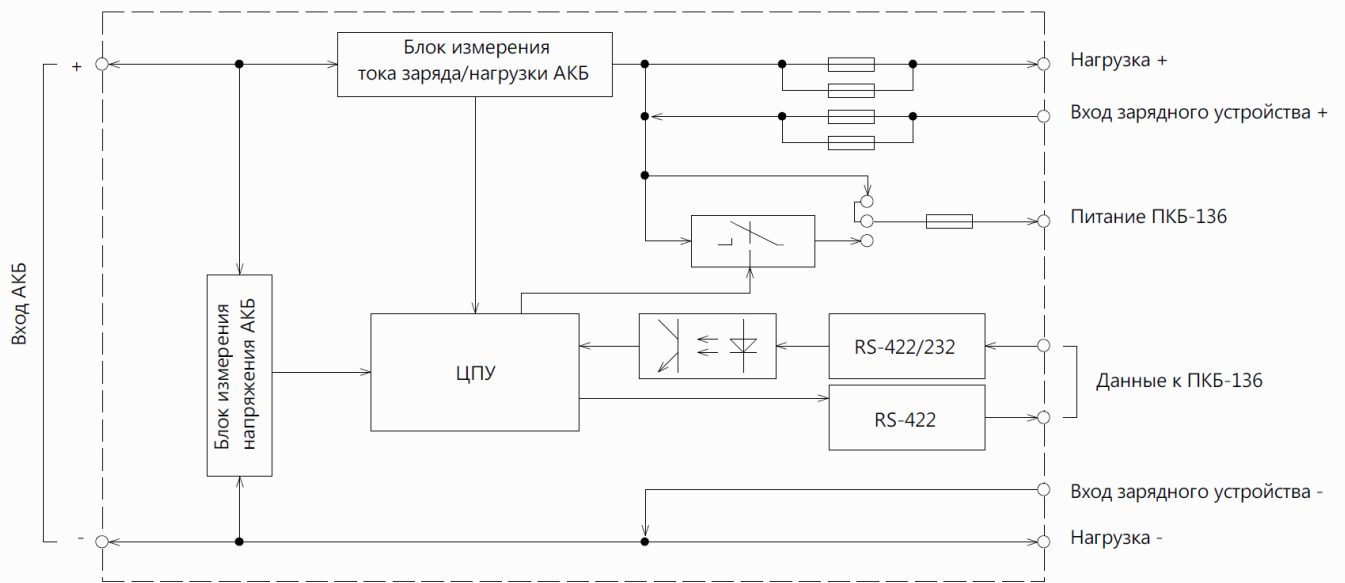 Блок измерения
тока заряда/нагрузки АКБ
+
Нагрузка +
Вход зарядного устройства +
Питание ПКБ-136
Вход АКБ
Блок измерения
напряжения АКБ
ЦПУ
RS-422/232
RS-422
Данные к ПКБ-136
Вход зарядного устройства -
-
Нагрузка -